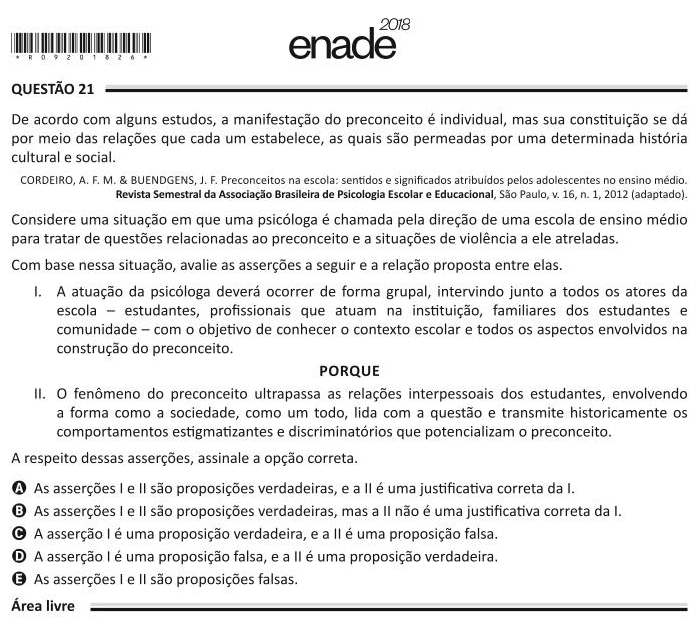 enade 2018
*R0920182​6*
QUESTÃO 21
De acordo com alguns estudos, a manifestação do preconceito é individual, mas sua constituição se dá
por meio das relações que cada um estabelece, as quais são permeadas por uma determinada história
cultural e social.
CORDEIRO, A. F. M. & BUENDGENS, J. F. Preconceitos na escola: sentidos e significados atribuídos pelos adolescentes no ensino médio.
Revista Semestral da Associação Brasileira de Psicologia Escolar e Educacional, São Paulo, v. 16, n. 1, 2012 (adaptado).
Considere uma situação em que uma psicóloga é chamada pela direção de uma escola de ensino médio
para tratar de questões relacionadas ao preconceito e a situações de violência a ele atreladas.
Com base nessa situação, avalie as asserções a seguir e a relação proposta entre elas.
I. A atuação da psicóloga deverá ocorrer de forma grupal, intervindo junto a todos os atores da
escola – estudantes, profissionais que atuam na instituição, familiares dos estudantes e
comunidade – com o objetivo de conhecer o contexto escolar e todos os aspectos envolvidos na
construção do preconceito.
PORQUE
II. O fenômeno do preconceito ultrapassa as relações interpessoais dos estudantes, envolvendo
a forma como a sociedade, como um todo, lida com a questão e transmite historicamente os
comportamentos estigmatizantes e discriminatórios que potencializam o preconceito.
A respeito dessas asserções, assinale a opção correta.
A As asserções I e II são proposições verdadeiras, e a II é uma justificativa correta da I.
B As asserções I e II são proposições verdadeiras, mas a II não é uma justificativa correta da I.
C A asserção I é uma proposição verdadeira, e a II é uma proposição falsa.
D A asserção I é uma proposição falsa, e a II é uma proposição verdadeira.
E As asserções I e II são proposições falsas.
Área livre